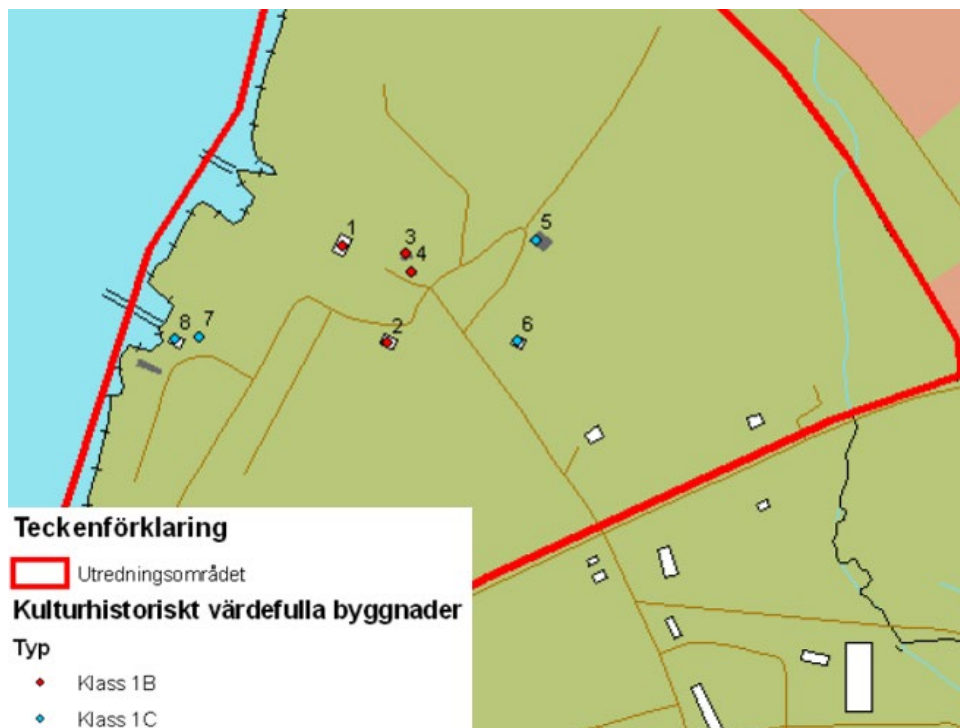 1
3
4
5
2
6
8
7
Teckenförklaring
Utredningsområdet
Kulturhistoriskt värdefulla byggnader
Typ
Klass 1B
Klass 1C